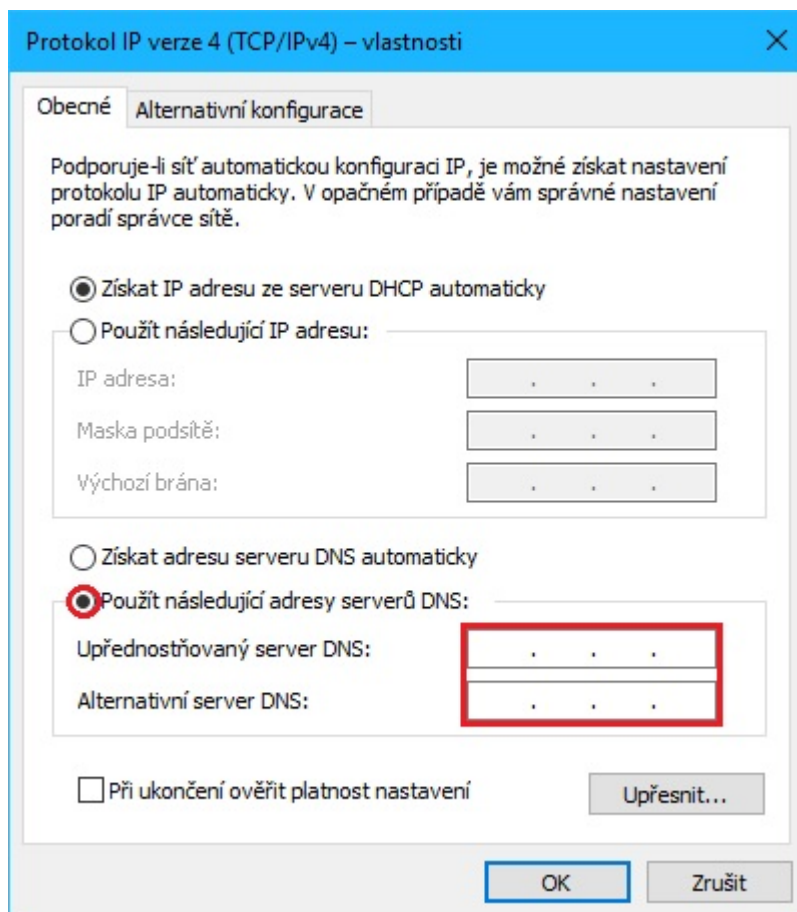 Protokol IP verze 4 (TCP/IPv4) – vlastnosti
Obecné
Alternativní konfigurace
Podporuje-li síť automatickou konfiguraci IP, je možné získat nastavení
protokolu IP automaticky. V opačném případě vám správné nastavení
poradí správce sítě.
Získat IP adresu ze serveru DHCP automaticky
Použít následující IP adresu:
IP adresa:
Maska podsítě:
Výchozí brána:
Získat adresu serveru DNS automaticky
Použít následující adresy serverů DNS:
Upřednostňovaný server DNS:
Alternativní server DNS:
Při ukončení ověřit platnost nastavení
Upřesnit...
OK
Zrušit